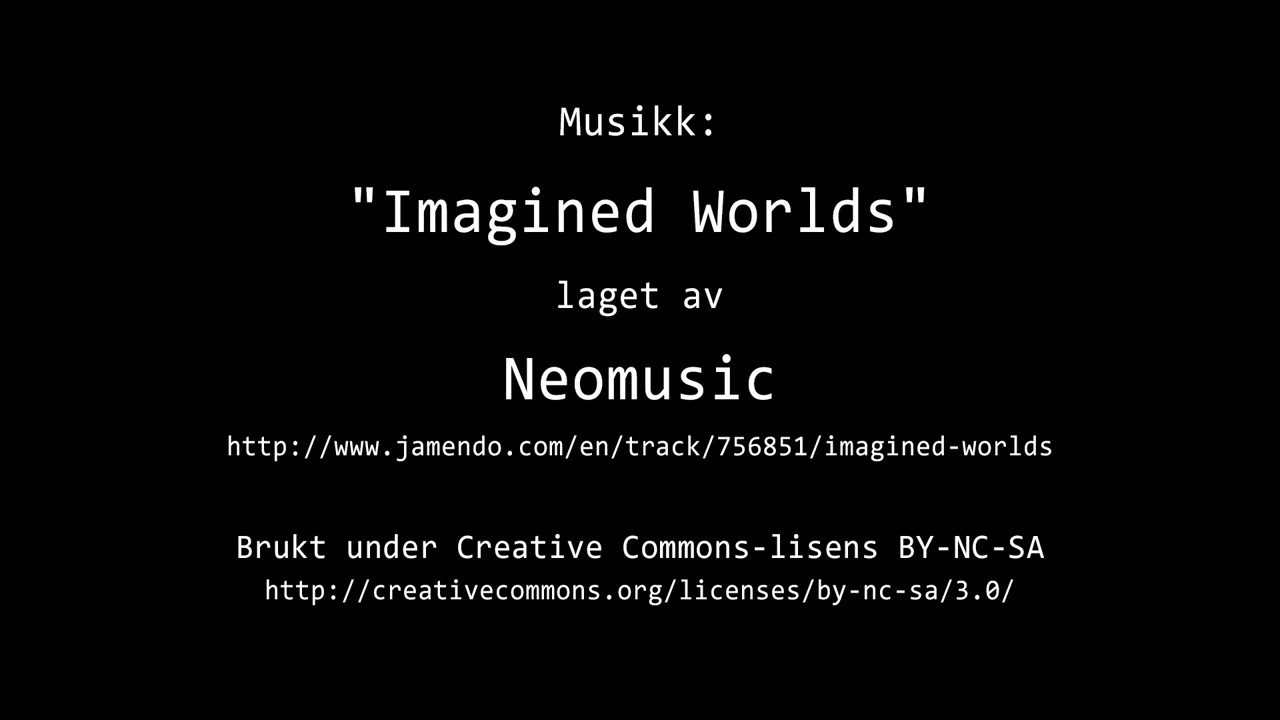 Musikk:
"Imagined Worlds"
laget av
Neomusic
http://www.jamendo.com/en/track/756851/imagined-worlds
Brukt under Creative Commons-lisens BY-NC-SA
http://creativecommons.org/licenses/by-nc-sa/3.0/